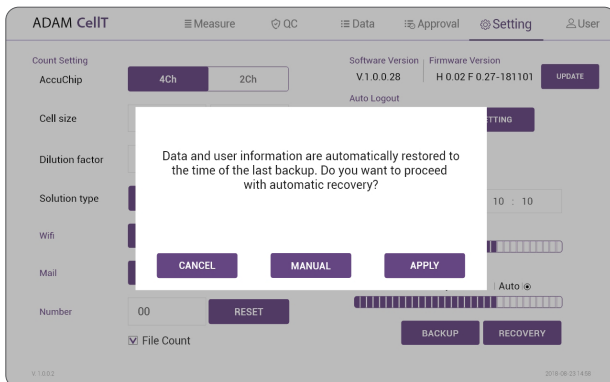 ADAM CellT
Measure
QC
Data
Approval
Setting
User
Count Setting
AccuChip
4Ch
2Ch
Cell size
Dilution factor
Solution type
Wifi
Mail
Number
00
RESET
File Count
Software Version
Firmware Version
V.1.0.0.28
H 0.02 F 0.27-181101
UPDATE
Auto Logout
ETTING
10 : 10
Auto
BACKUP
RECOVERY
Data and user information are automatically restored to
the time of the last backup. Do you want to proceed
with automatic recovery?
CANCEL
MANUAL
APPLY
V. 1.0.0.2
2018-08-23 14:58